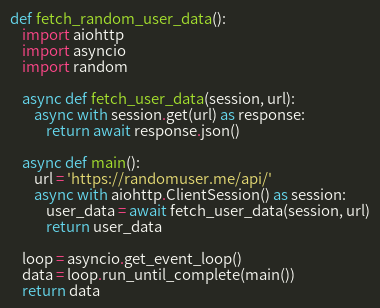 def fetch_random_user_data():
    import aiohttp
    import asyncio
    import random

    async def fetch_user_data(session, url):
        async with session.get(url) as response:
            return await response.json()

    async def main():
        url = 'https://randomuser.me/api/'
        async with aiohttp.ClientSession() as session:
            user_data = await fetch_user_data(session, url)
            return user_data

    loop = asyncio.get_event_loop()
    data = loop.run_until_complete(main())
    return data